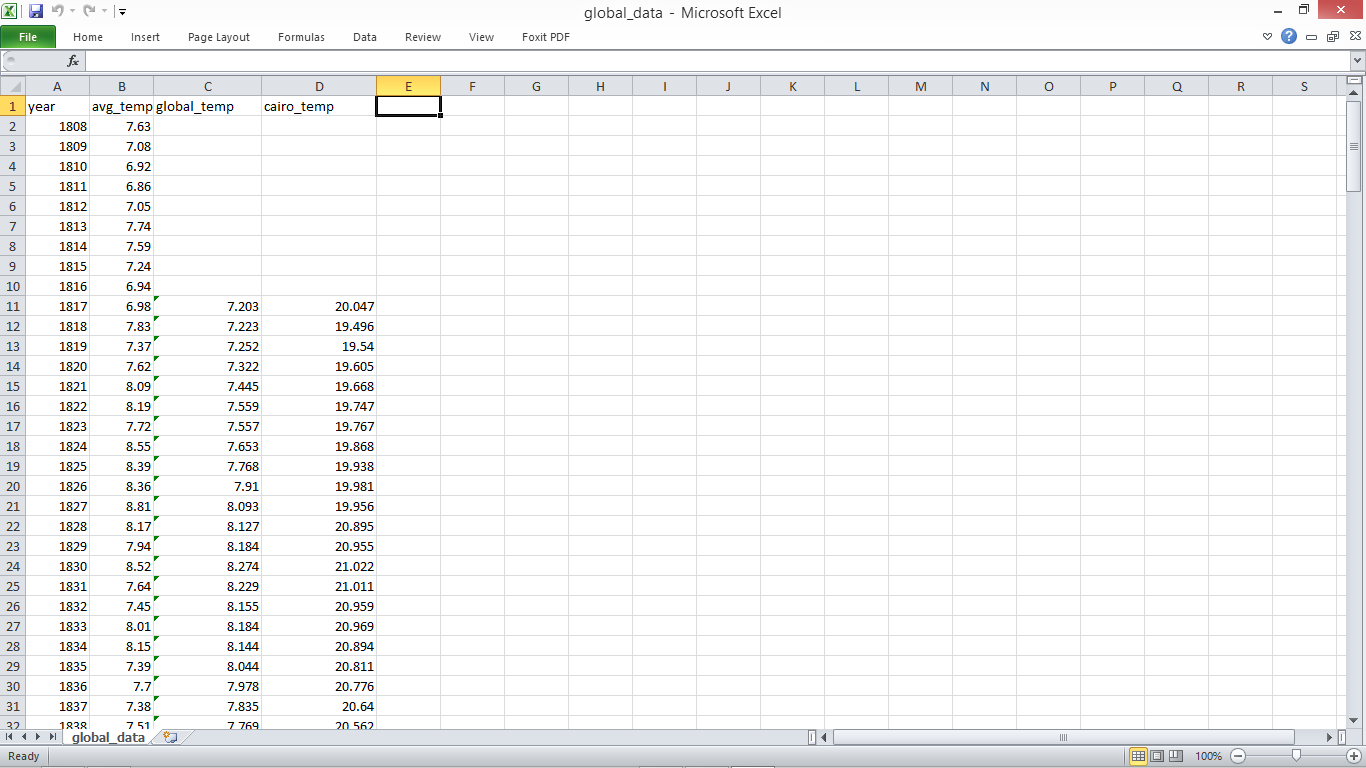 global_data - Microsoft Excel
File Home Insert Page Layout Formulas Data Review View Foxit PDF
fx
A B C D E F G H I J K L M N O P Q R S
1 year avg_temp global_temp cairo_temp
2 1808 7.63
3 1809 7.08
4 1810 6.92
5 1811 6.86
6 1812 7.05
7 1813 7.74
8 1814 7.59
9 1815 7.24
10 1816 6.94
11 1817 6.98 7.203 20.047
12 1818 7.83 7.223 19.496
13 1819 7.37 7.252 19.54
14 1820 7.62 7.322 19.605
15 1821 8.09 7.445 19.668
16 1822 8.19 7.559 19.747
17 1823 7.72 7.557 19.767
18 1824 8.55 7.653 19.868
19 1825 8.39 7.768 19.938
20 1826 8.36 7.91 19.981
21 1827 8.81 8.093 19.956
22 1828 8.17 8.127 20.895
23 1829 7.94 8.184 20.955
24 1830 8.52 8.274 21.022
25 1831 7.64 8.229 21.011
26 1832 7.45 8.155 20.959
27 1833 8.01 8.184 20.969
28 1834 8.15 8.144 20.894
29 1835 7.39 8.044 20.811
30 1836 7.7 7.978 20.776
31 1837 7.38 7.835 20.64
32 1838 7.51 7.769 20.562
global_data
Ready 100%